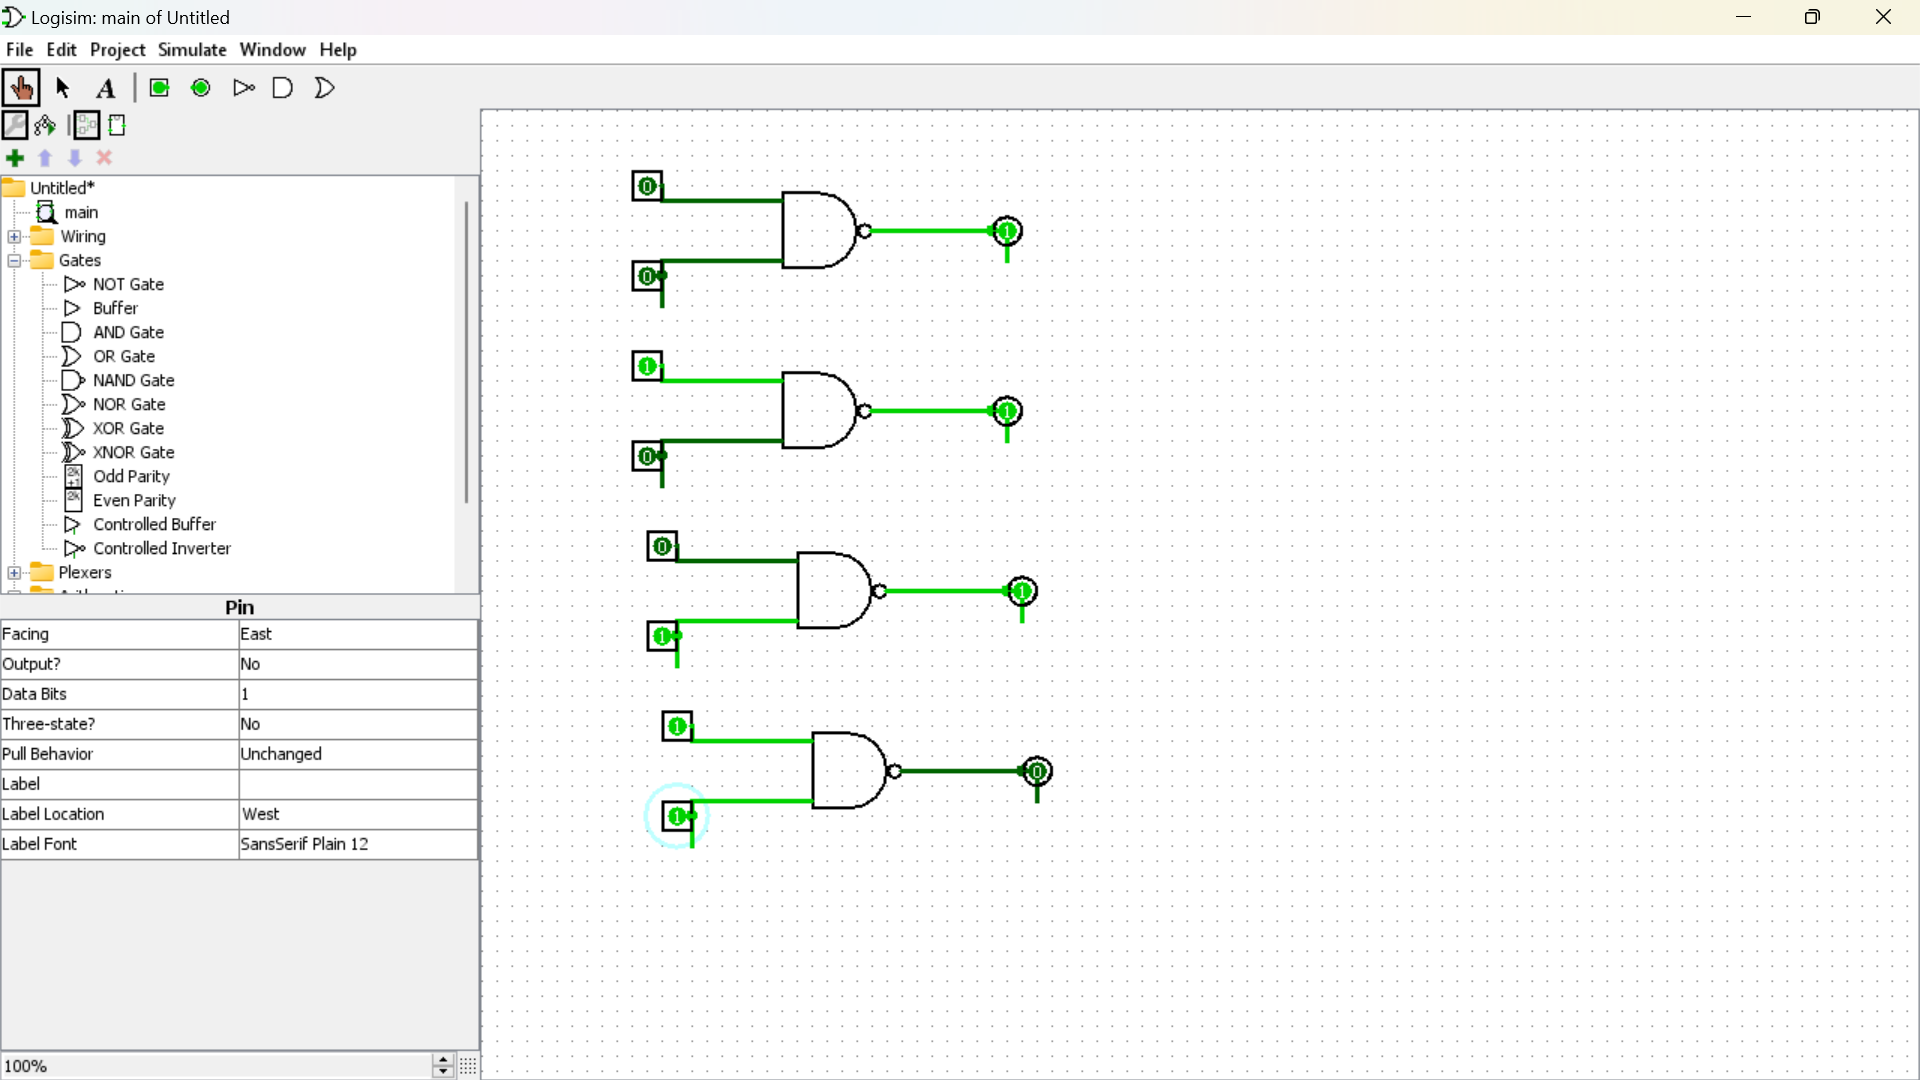 Logisim: main of Untitled
File Edit Project Simulate Window Help
A
Untitled*
main
Wiring
Gates
NOT Gate
Buffer
AND Gate
OR Gate
NAND Gate
NOR Gate
XOR Gate
XNOR Gate
2k
+1
Odd Parity
2k
Even Parity
Controlled Buffer
Controlled Inverter
Plexers
Pin
Facing East
Output? No
Data Bits 1
Three-state? No
Pull Behavior Unchanged
Label
Label Location West
Label Font SansSerif Plain 12
100%
0
1
0
1
1
0
0
1
1
1
0
1